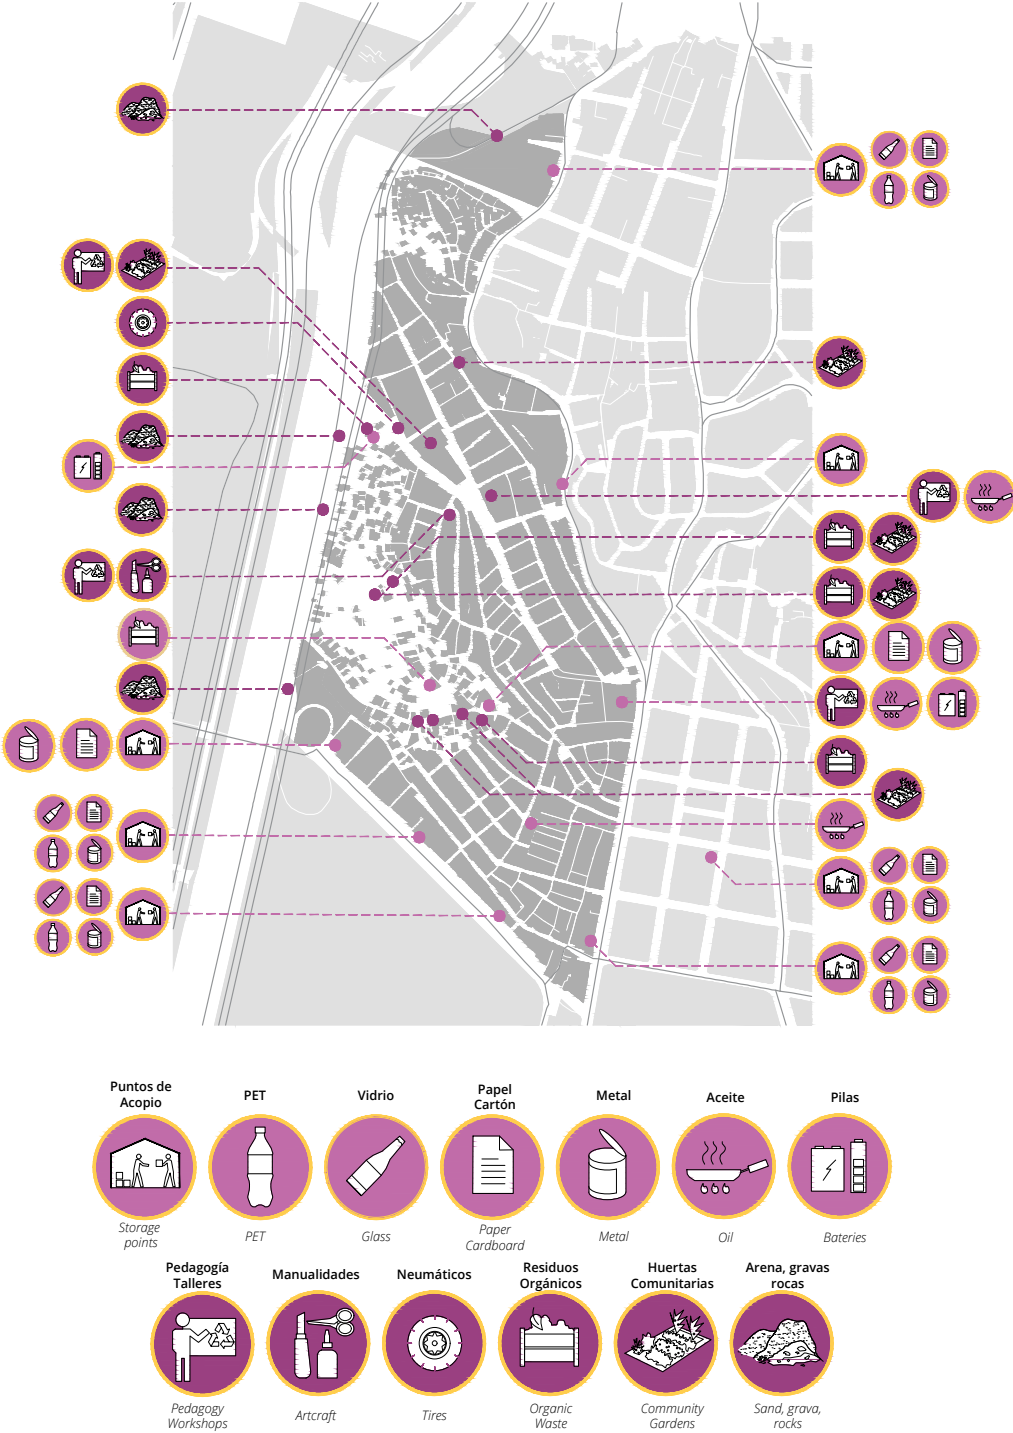 Puntos de
Acopio
PET
Vidrio
Papel
Cartón
Metal
Aceite
Pilas
Storage
points
PET
Glass
Paper
Cardboard
Metal
Oil
Bateries
Pedagogía
Talleres
Manualidades
Neumáticos
Residuos
Orgánicos
Huertas
Comunitarias
Arena, gravas
rocas
Pedagogy
Workshops
Artcraft
Tires
Organic
Waste
Community
Gardens
Sand, grava,
rocks